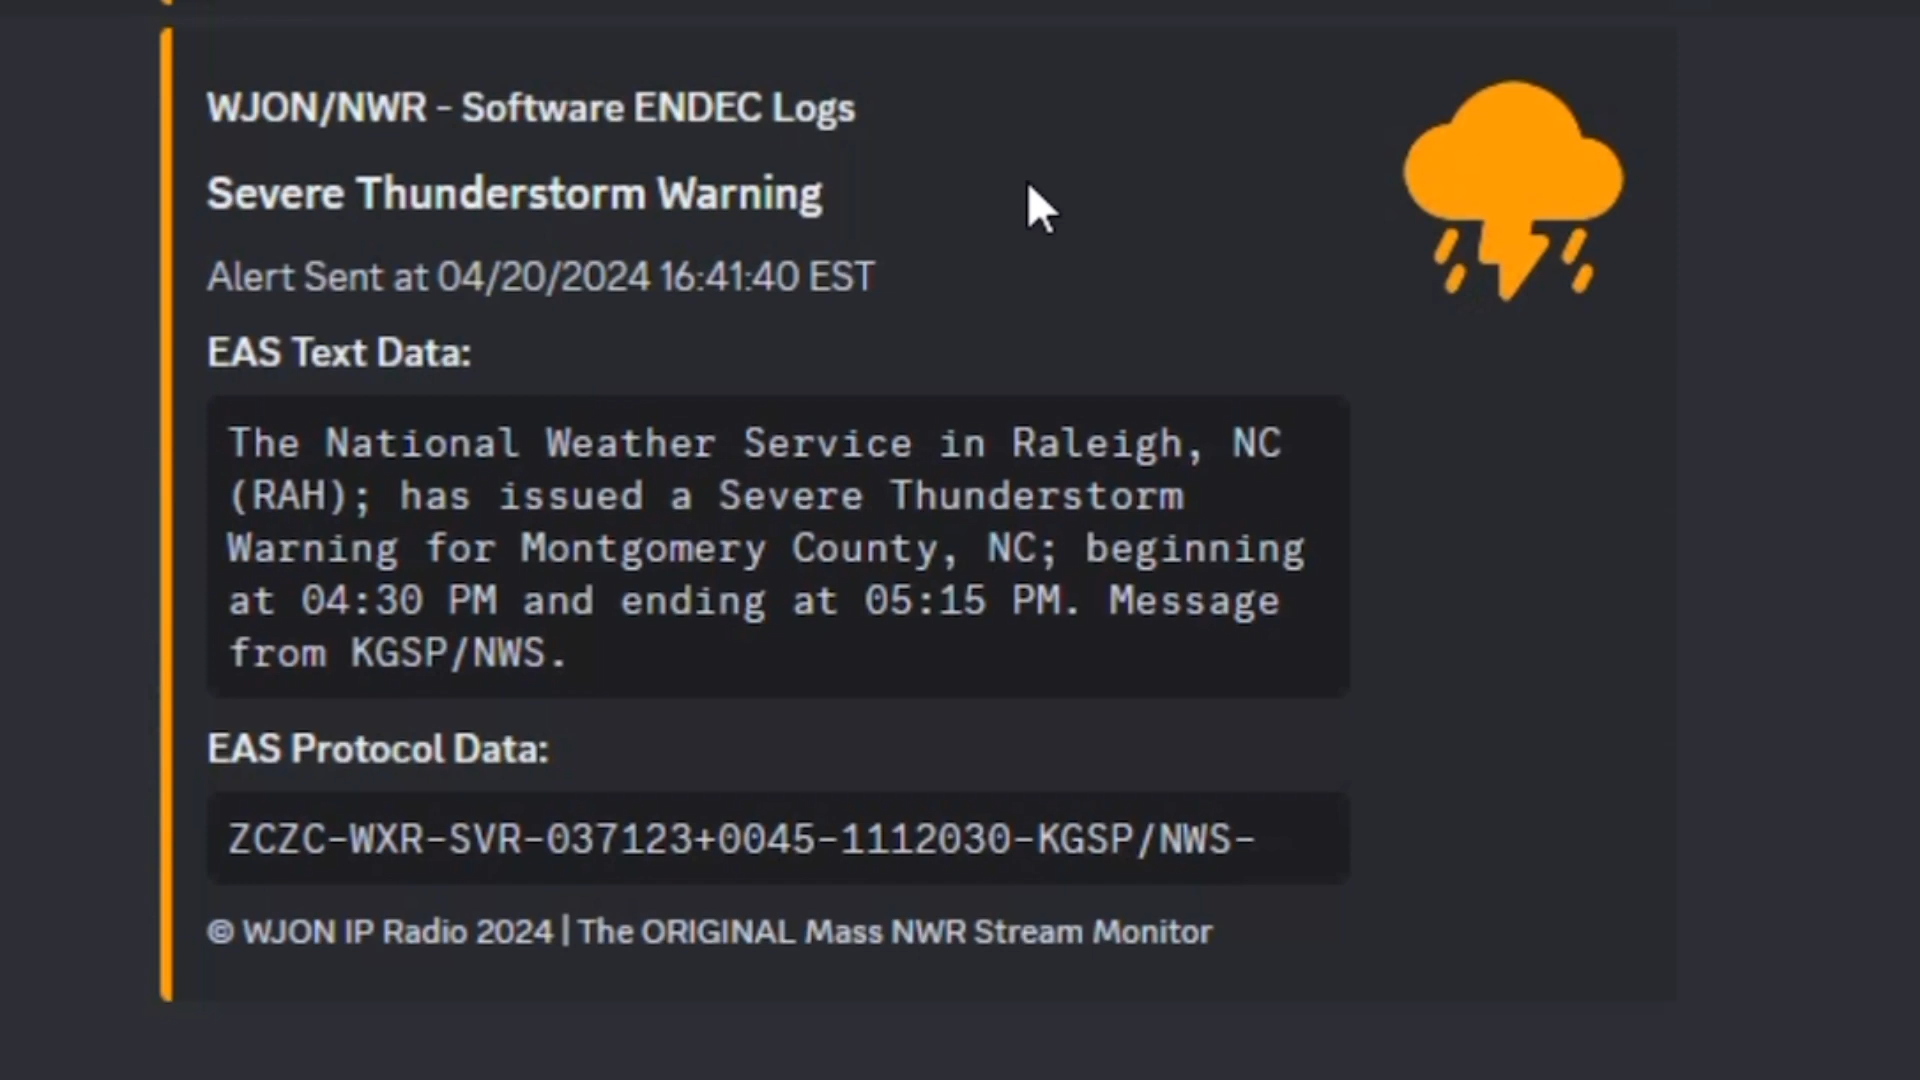 WJON/NWR - Software ENDEC Logs
Severe Thunderstorm Warning
Alert Sent at 04/20/2024 16:41:40 EST
EAS Text Data:
The National Weather Service in Raleigh, NC
(RAH); has issued a Severe Thunderstorm
Warning for Montgomery County, NC; beginning
at 04:30 PM and ending at 05:15 PM. Message
from KGSP/NWS.
EAS Protocol Data:
ZCZC-WXR-SVR-037123+0045-1112030-KGSP/NWS-
© WJON IP Radio 2024 | The ORIGINAL Mass NWR Stream Monitor